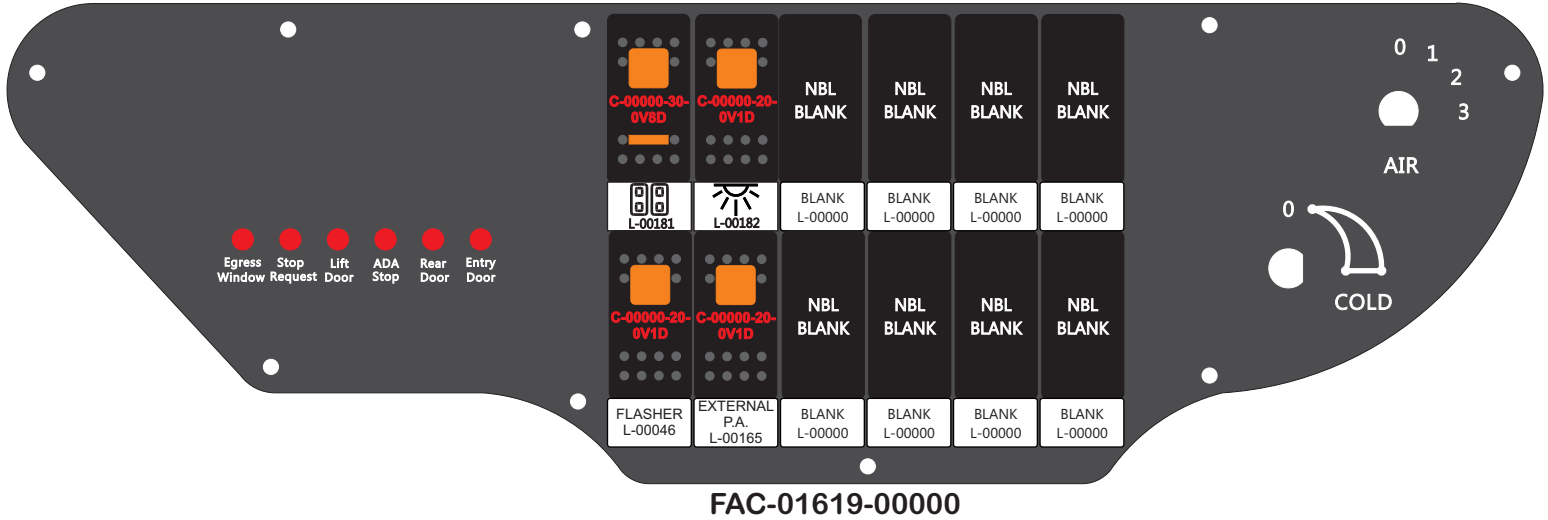 C-00000-30-
0V8D
C-00000-20-
0V1D
NBL
BLANK
NBL
BLANK
NBL
BLANK
NBL
BLANK
0
1
2
3
AIR
L-00181
L-00182
BLANK
L-00000
BLANK
L-00000
BLANK
L-00000
BLANK
L-00000
0
COLD
Egress
Window
Stop
Request
Lift
Door
ADA
Stop
Rear
Door
Entry
Door
C-00000-20-
0V1D
C-00000-20-
0V1D
NBL
BLANK
NBL
BLANK
NBL
BLANK
NBL
BLANK
FLASHER
L-00046
EXTERNAL
P.A.
L-00165
BLANK
L-00000
BLANK
L-00000
BLANK
L-00000
BLANK
L-00000
FAC-01619-00000